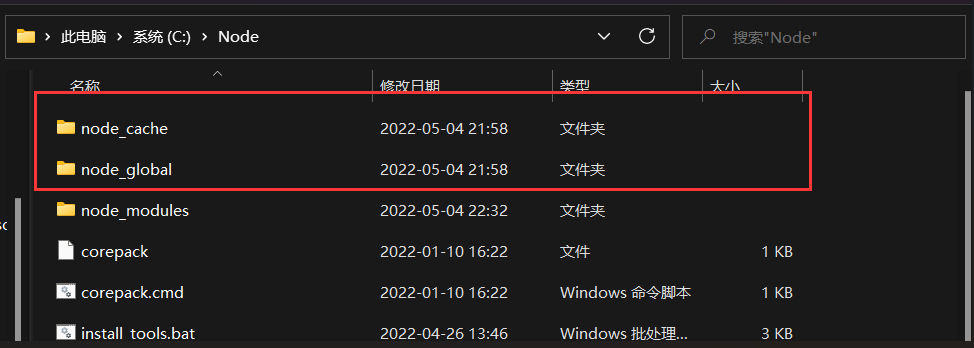 此电脑 系统 (C:) Node 搜索"Node"
名称 修改日期 类型 大小
node_cache 2022-05-04 21:58 文件夹
node_global 2022-05-04 21:58 文件夹
node_modules 2022-05-04 22:32 文件夹
corepack 2022-01-10 16:22 文件 1 KB
corepack.cmd 2022-01-10 16:22 Windows 命令脚本 1 KB
install_tools.bat 2022-04-26 13:46 Windows 批处理... 3 KB